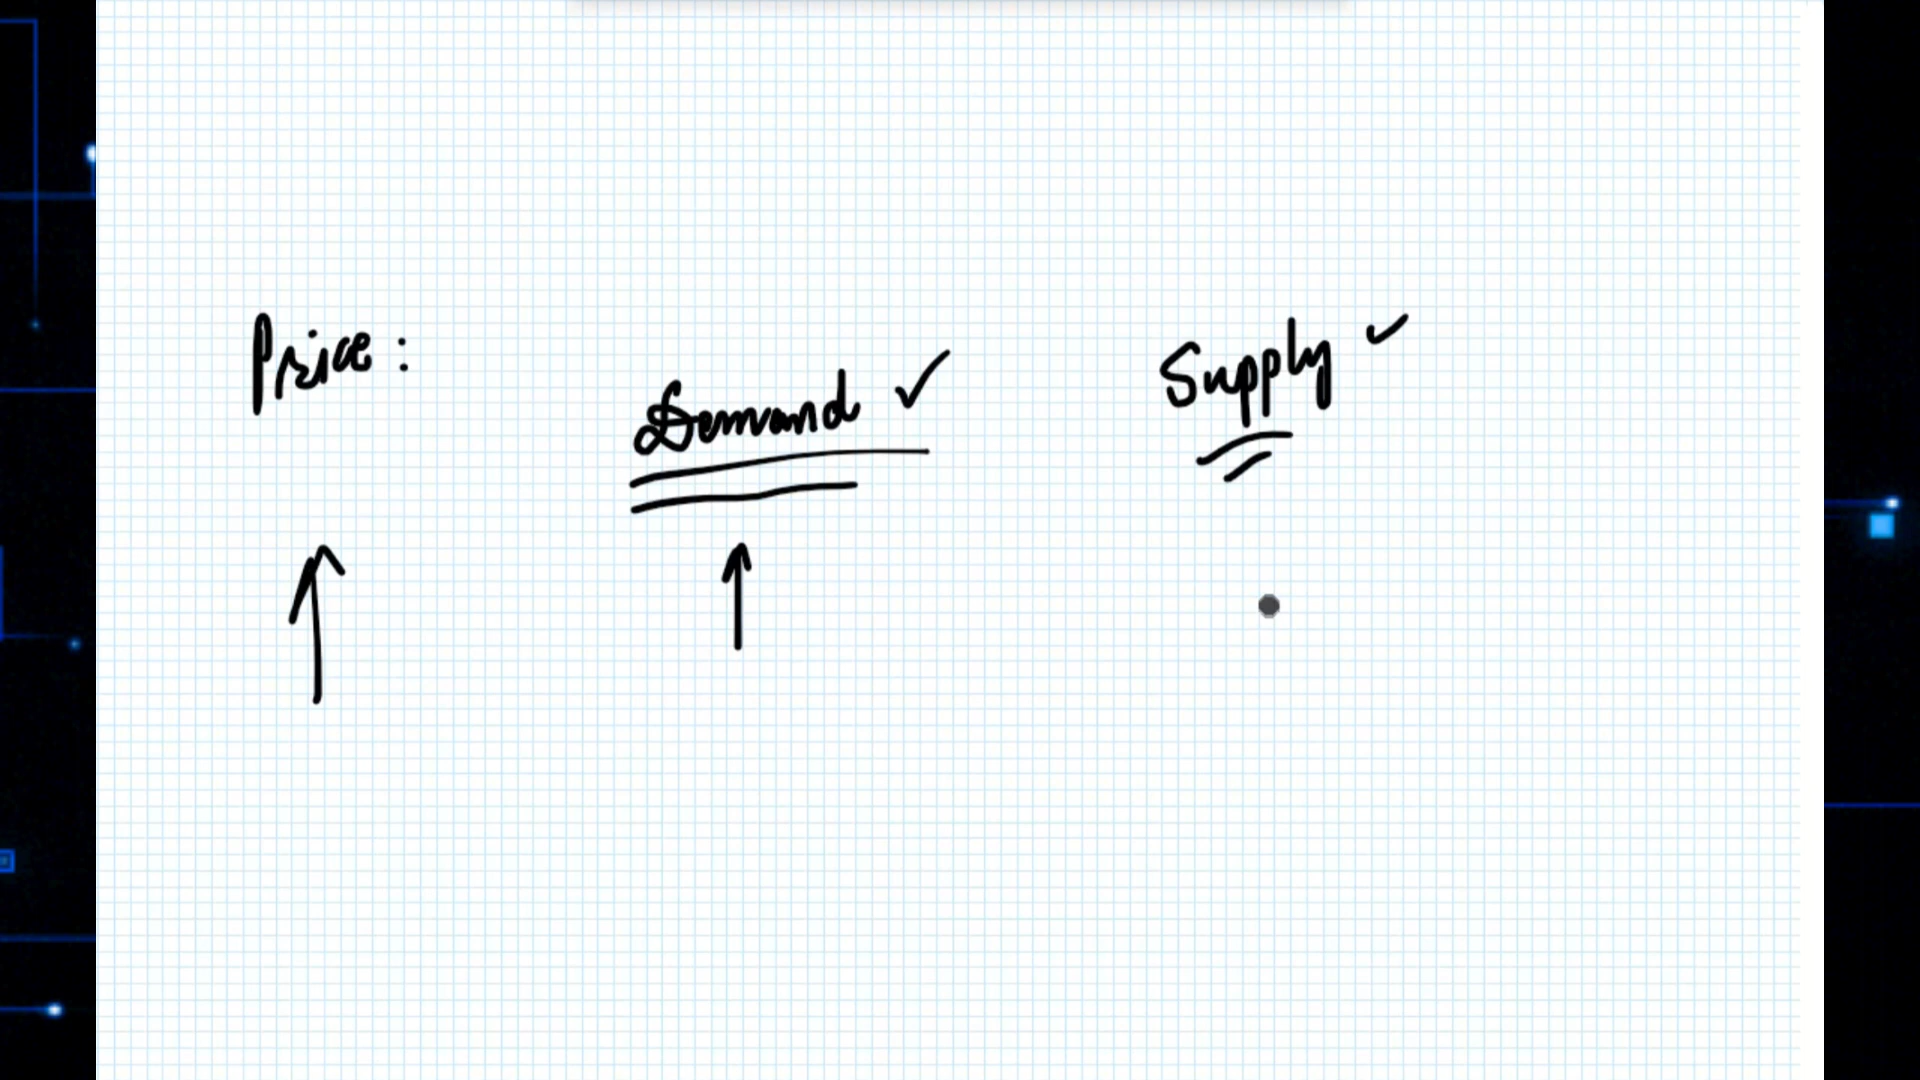 Price :
Demand ✓
Supply ✓